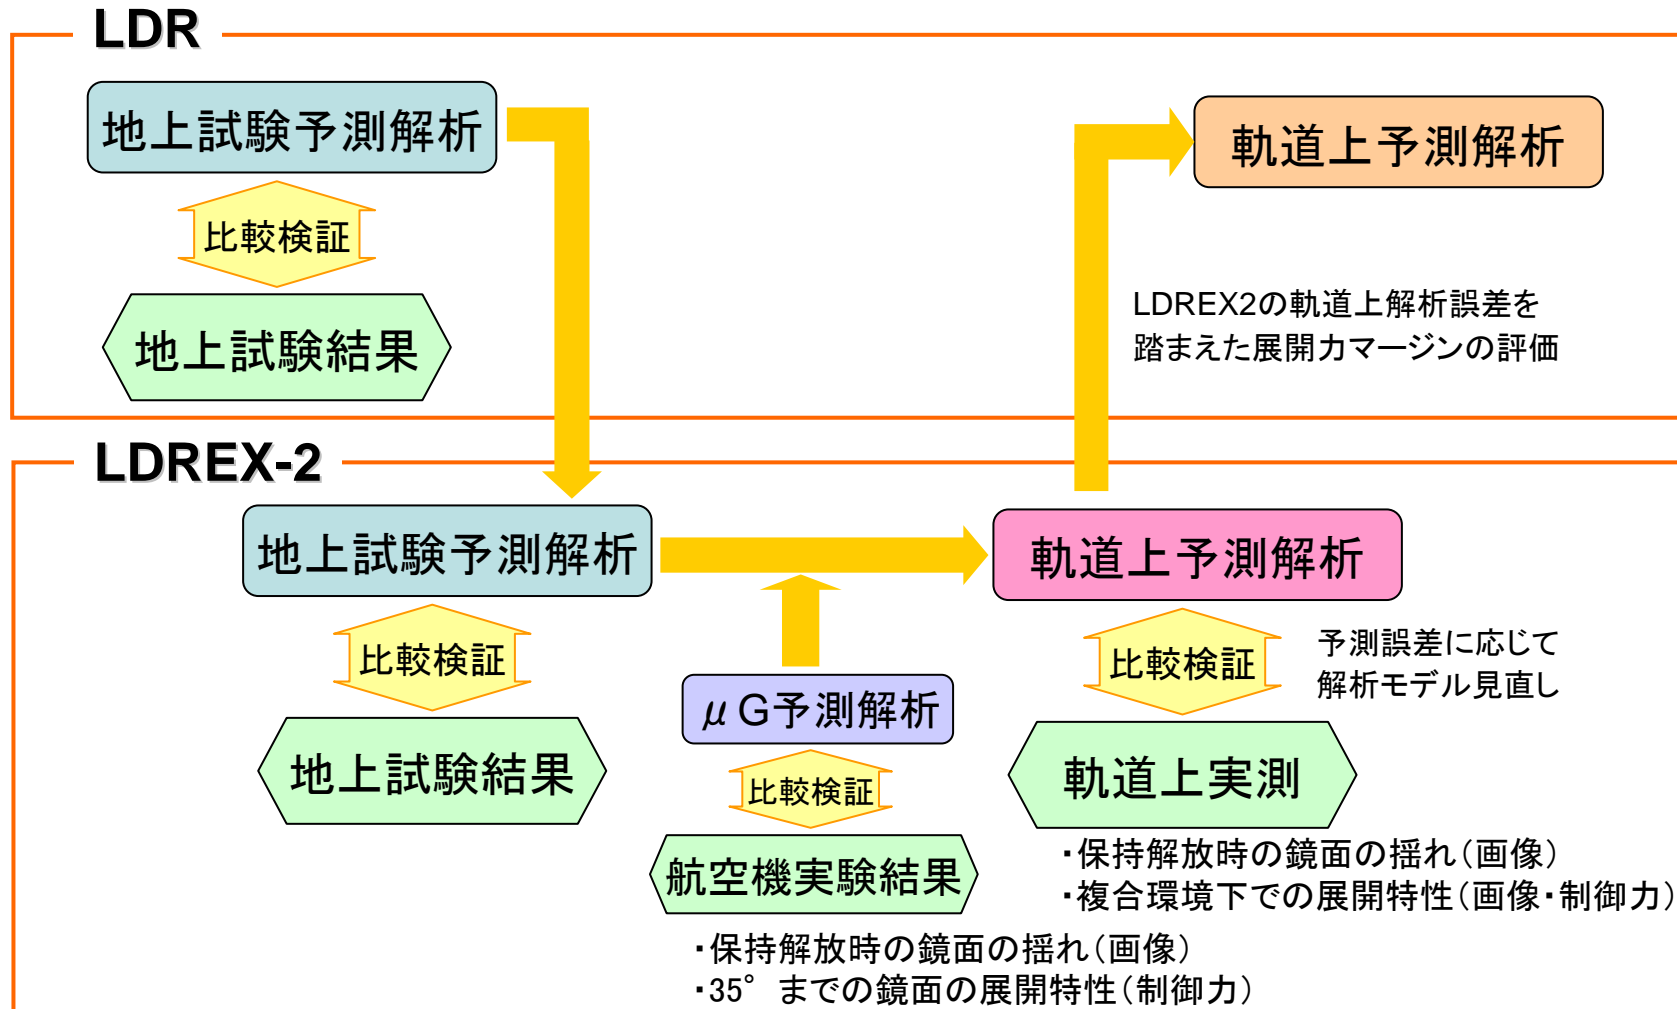 LDR
地上試験予測解析
比較検証
地上試験結果
軌道上予測解析
LDREX2の軌道上解析誤差を
踏まえた展開力マージンの評価
LDREX-2
地上試験予測解析
比較検証
地上試験結果
μG予測解析
比較検証
航空機実験結果
・保持解放時の鏡面の揺れ(画像)
・35°までの鏡面の展開特性(制御力)
軌道上予測解析
比較検証
予測誤差に応じて
解析モデル見直し
軌道上実測
・保持解放時の鏡面の揺れ(画像)
・複合環境下での展開特性(画像・制御力)